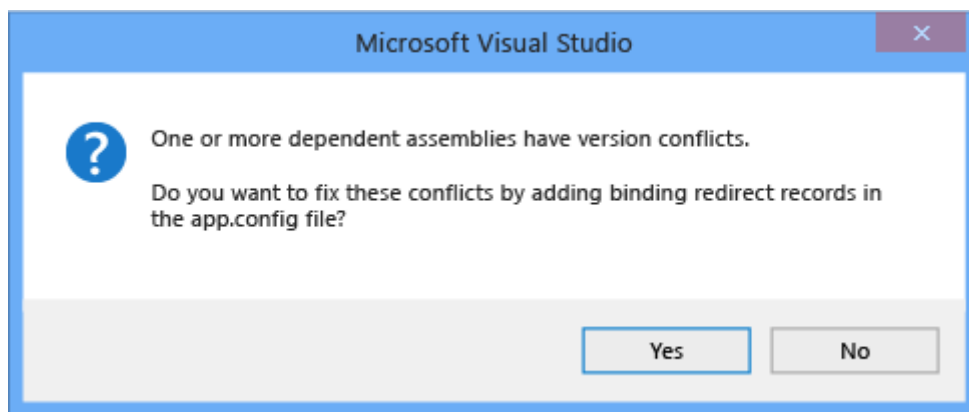 Microsoft Visual Studio
One or more dependent assemblies have version conflicts.
Do you want to fix these conflicts by adding binding redirect records in
the app.config file?
Yes
No